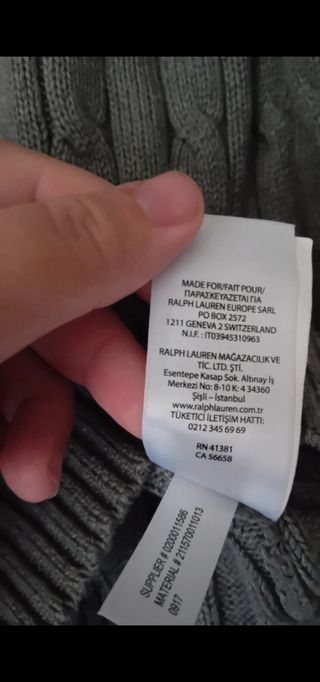 MADE FOR/FAIT POUR/
ΠΑΡΑΣΚΕΥΑΖΕΤΑΙ ΓΙΑ
RALPH LAUREN EUROPE SARL
PO BOX 2572
1211 GENEVA 2 SWITZERLAND
N.I.F. : IT03945310963
RALPH LAUREN MAĞAZACILIK VE
TİC. LTD. ŞTİ.
Esentepe Kasap Sok. Altınay İş
Merkezi No: 8-10 K: 4 34360
Şişli – İstanbul
www.ralphlauren.com.tr
TÜKETİCİ İLETİŞİM HATTI:
0212 345 69 69
RN 41381
CA 56658
SUPPLIER # 0200011586
MATERIAL # 211570011013
0917